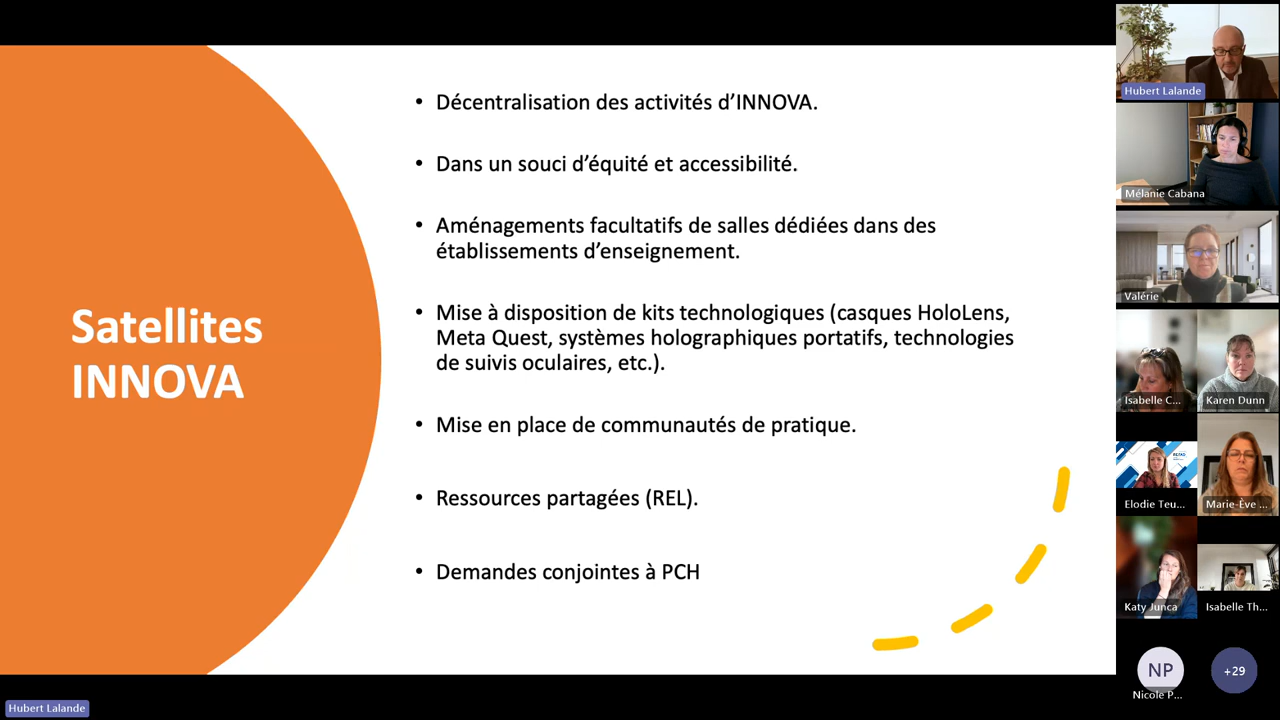 Satellites
INNOVA
• Décentralisation des activités d’INNOVA.
• Dans un souci d’équité et accessibilité.
• Aménagements facultatifs de salles dédiées dans des
établissements d’enseignement.
• Mise à disposition de kits technologiques (casques HoloLens,
Meta Quest, systèmes holographiques portatifs, technologies
de suivis oculaires, etc.).
• Mise en place de communautés de pratique.
• Ressources partagées (REL).
• Demandes conjointes à PCH
Hubert Lalande
Mélanie Cabana
Valérie
Isabelle C...
Karen Dunn
Elodie Teu...
Marie-Ève ...
Katy Junca
Isabelle Th...
NP
Nicole P...
+29
Hubert Lalande